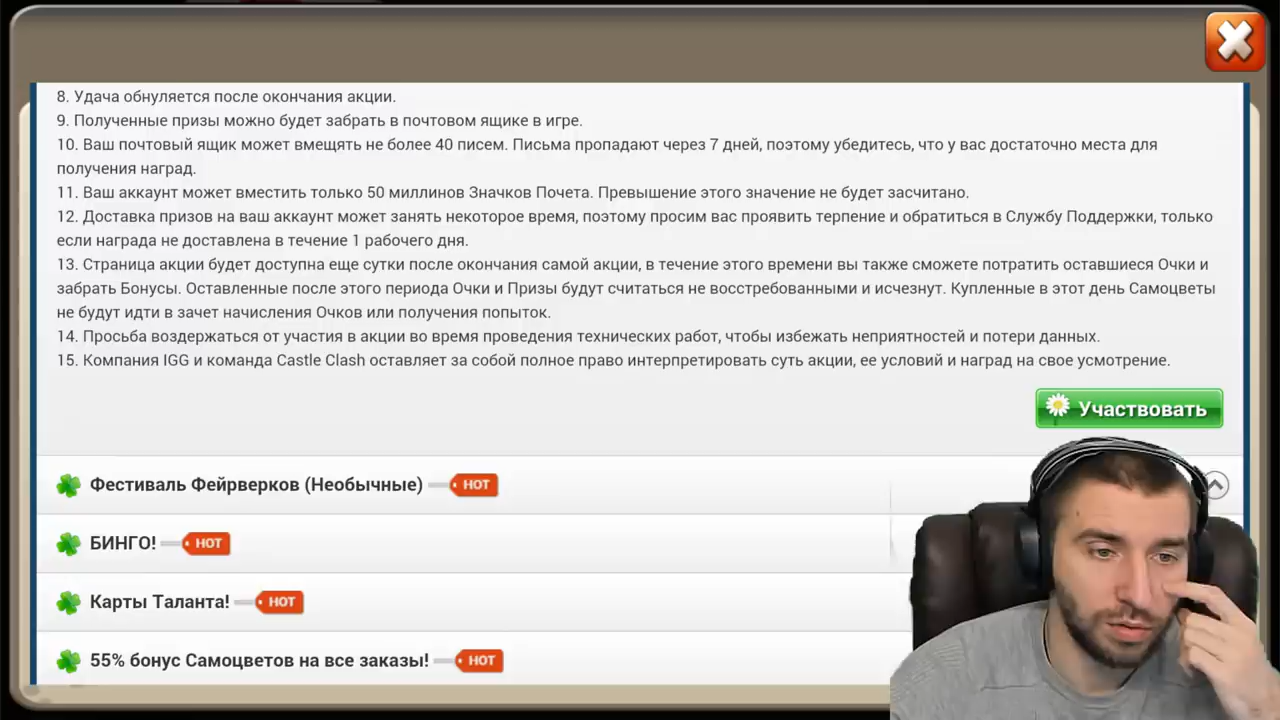 8. Удача обнуляется после окончания акции.
9. Полученные призы можно будет забрать в почтовом ящике в игре.
10. Ваш почтовый ящик может вмещять не более 40 писем. Письма пропадают через 7 дней, поэтому убедитесь, что у вас достаточно места для
получения наград.
11. Ваш аккаунт может вместить только 50 миллинов Значков Почета. Превышение этого значение не будет засчитано.
12. Доставка призов на ваш аккаунт может занять некоторое время, поэтому просим вас проявить терпение и обратиться в Службу Поддержки, только
если награда не доставлена в течение 1 рабочего дня.
13. Страница акции будет доступна еще сутки после окончания самой акции, в течение этого времени вы также сможете потратить оставшиеся Очки и
забрать Бонусы. Оставленные после этого периода Очки и Призы будут считаться не восстребованными и исчезнут. Купленные в этот день Самоцветы
не будут идти в зачет начисления Очков или получения попыток.
14. Просьба воздержаться от участия в акции во время проведения технических работ, чтобы избежать неприятностей и потери данных.
15. Компания IGG и команда Castle Clash оставляет за собой полное право интерпретировать суть акции, ее условий и наград на свое усмотрение.
Участвовать
Фестиваль Фейрверков (Необычные) HOT
БИНГО! HOT
Карты Таланта! HOT
55% бонус Самоцветов на все заказы! HOT